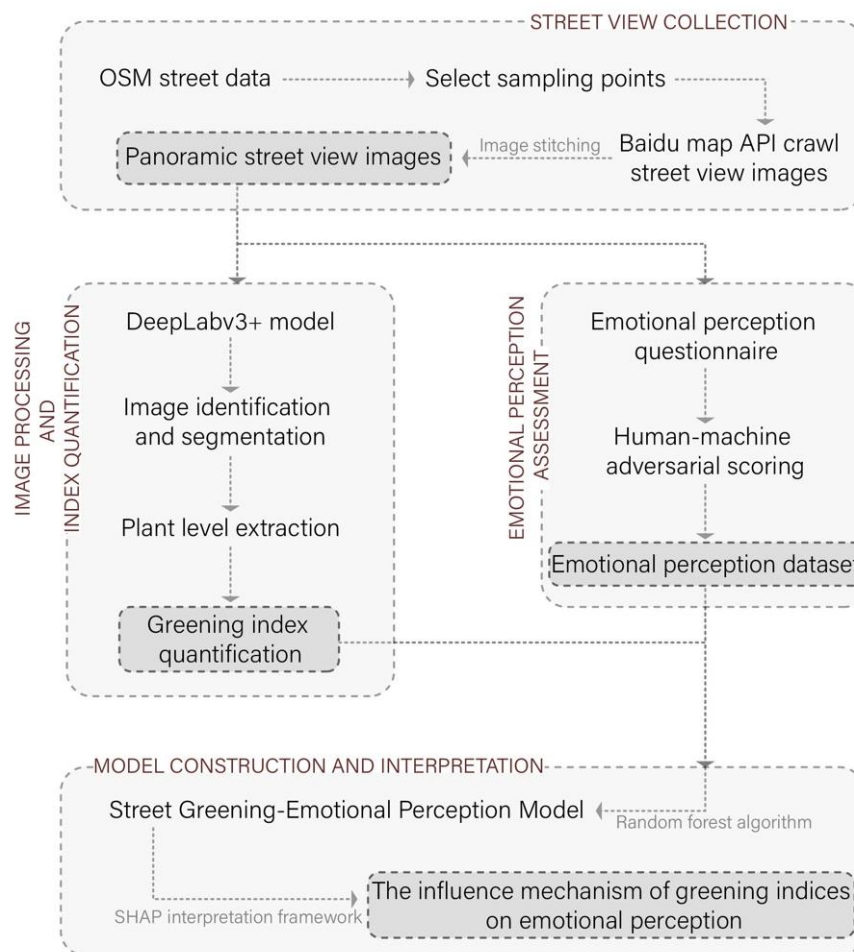 STREET VIEW COLLECTION
OSM street data
Select sampling points
Panoramic street view images
Image stitching
Baidu map API crawl
street view images
IMAGE PROCESSING
AND
INDEX QUANTIFICATION
DeepLabv3+ model
Image identification
and segmentation
Plant level extraction
Greening index
quantification
EMOTIONAL PERCEPTION
ASSESSMENT
Emotional perception
questionnaire
Human-machine
adversarial scoring
Emotional perception dataset
MODEL CONSTRUCTION AND INTERPRETATION
Street Greening-Emotional Perception Model
Random forest algorithm
SHAP interpretation framework
The influence mechanism of greening indices
on emotional perception